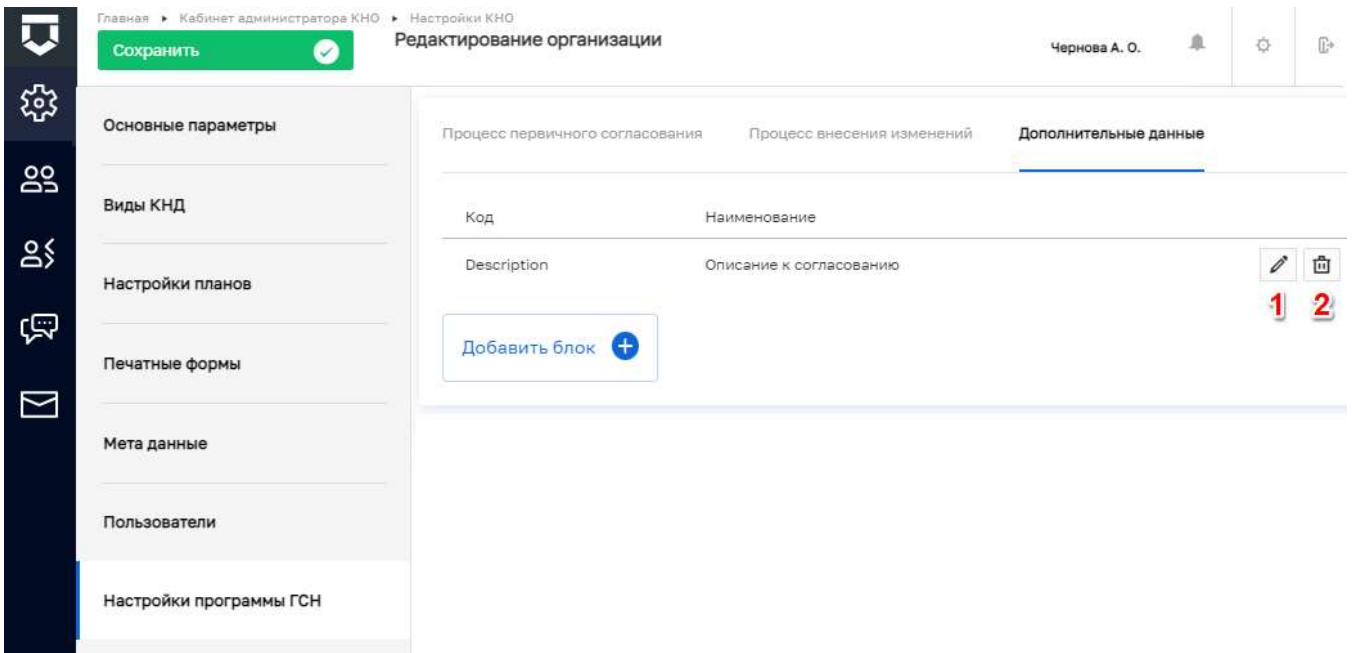 Главная ▸ Кабинет администратора КНО ▸ Настройки КНО
Сохранить
Редактирование организации
Чернова А. О.
Основные параметры
Виды КНД
Настройки планов
Печатные формы
Мета данные
Пользователи
Настройки программы ГСН
Процесс первичного согласования Процесс внесения изменений Дополнительные данные
Код Наименование
Description Описание к согласованию
1 2
Добавить блок